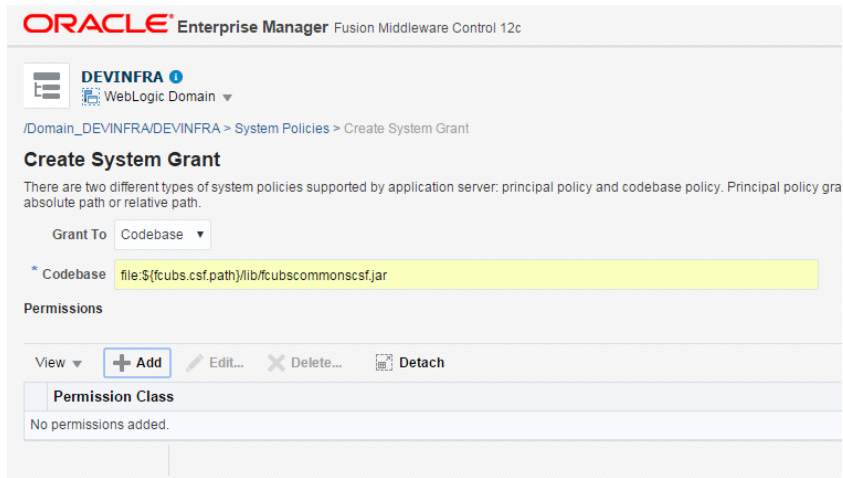 ORACLE Enterprise Manager Fusion Middleware Control 12c
DEVINFRA
WebLogic Domain
/Domain_DEVINFRA/DEVINFRA > System Policies > Create System Grant
Create System Grant
There are two different types of system policies supported by application server: principal policy and codebase policy. Principal policy gra
absolute path or relative path.
Grant To Codebase
* Codebase file:${fcubs.csf.path}/lib/fcubscommonscsf.jar
Permissions
View Add Edit... Delete... Detach
Permission Class
No permissions added.